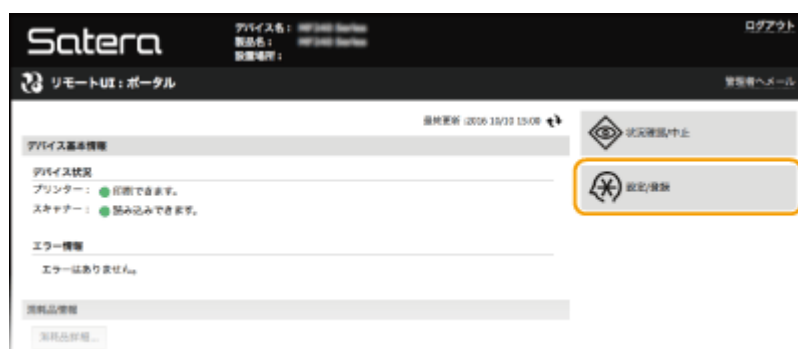 Satera
デバイス名:
製品名:
設置場所:
ログアウト
リモートUI:ポータル
管理者へメール
最終更新 :2016 10/10 15:00
デバイス基本情報
デバイス状況
プリンター: 印刷できます。
スキャナー: 読み込みできます。
エラー情報
エラーはありません。
消耗品情報
消耗品詳細...
状況確認/中止
設定/登録